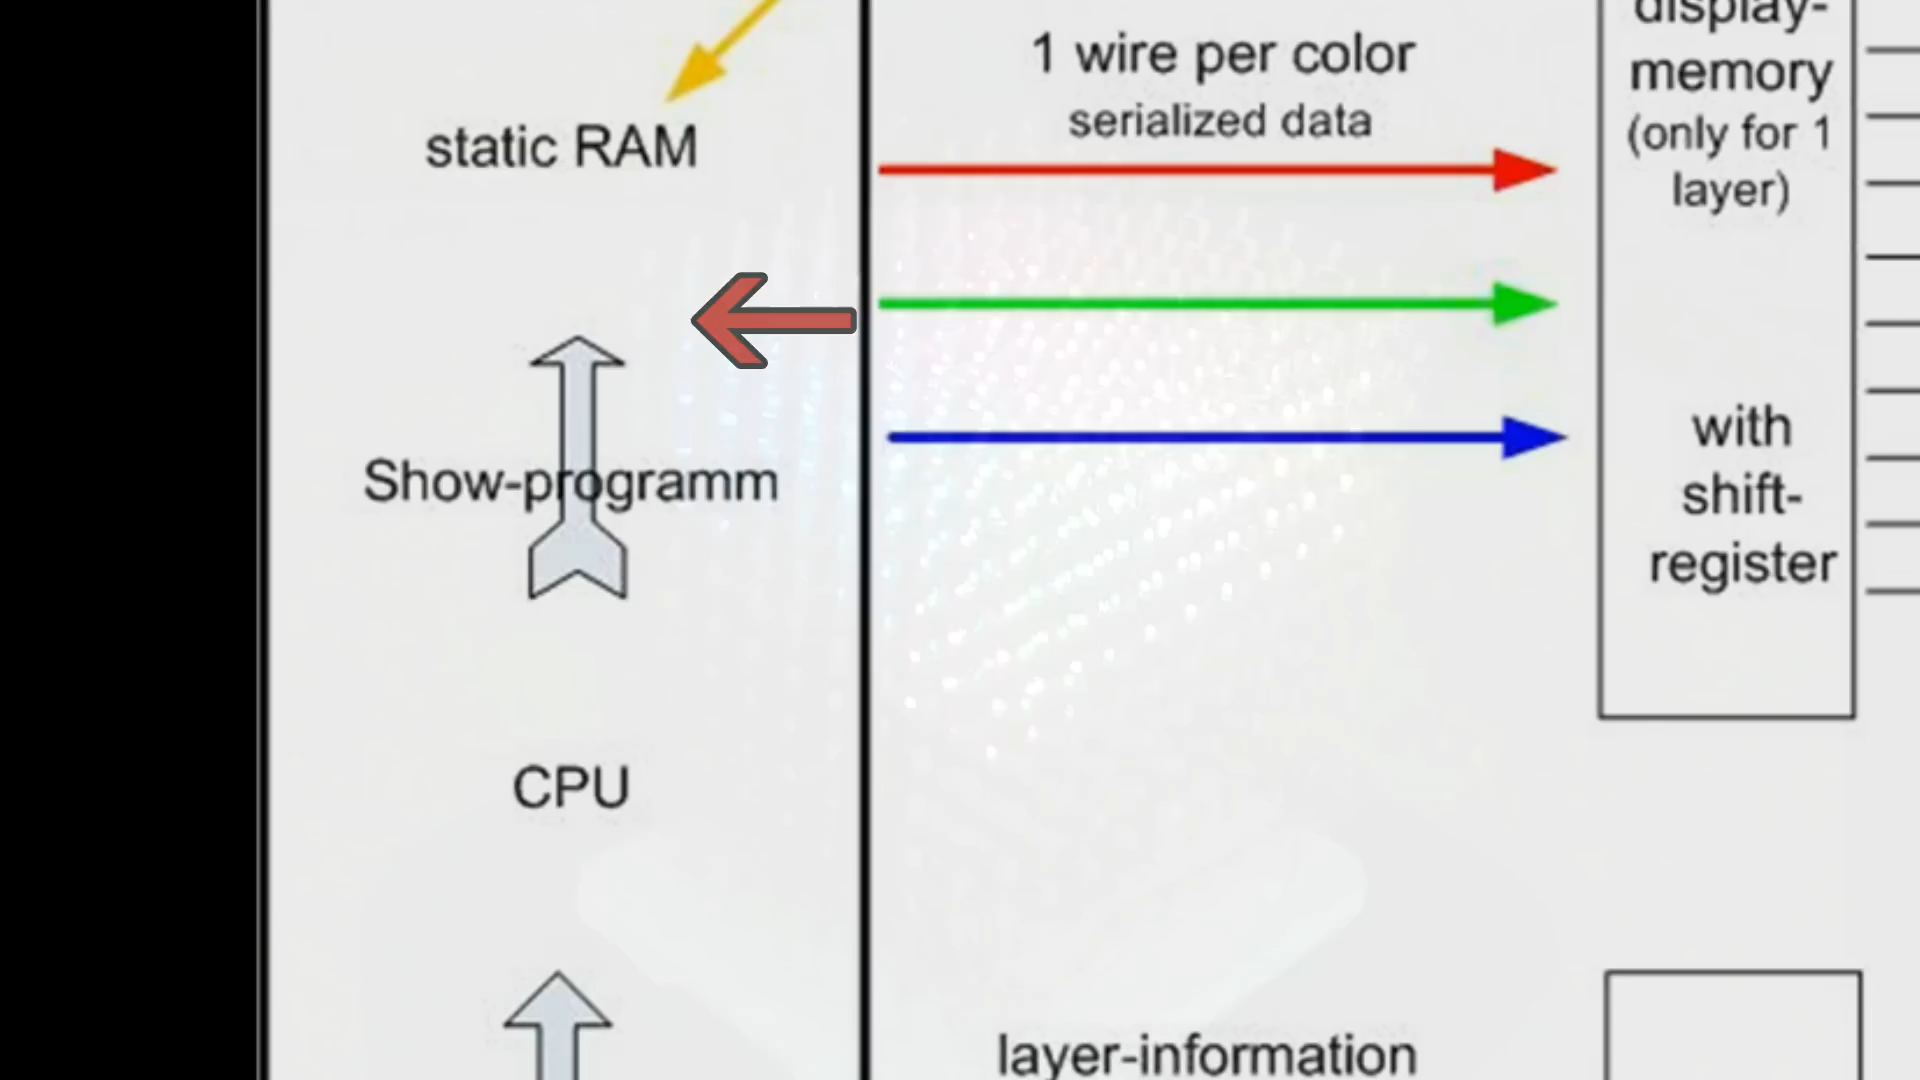 static RAM
Show-programm
CPU
1 wire per color
serialized data
layer-information
display-
memory
(only for 1
layer)
with
shift-
register